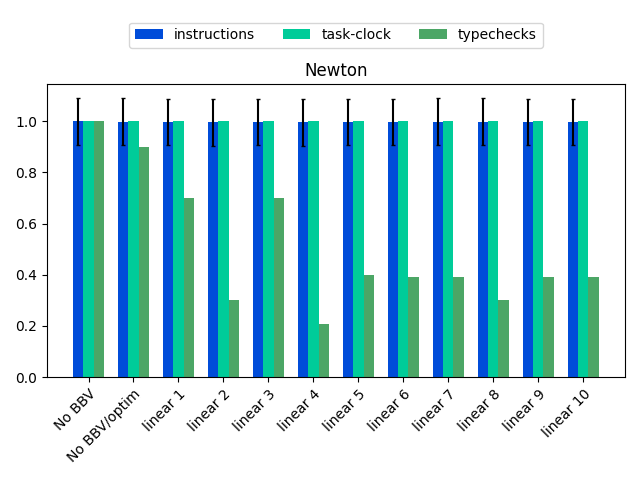 instructions task-clock typechecks
Newton
1.0
0.8
0.6
0.4
0.2
0.0
No BBV
No BBV/optim
linear 1
linear 2
linear 3
linear 4
linear 5
linear 6
linear 7
linear 8
linear 9
linear 10